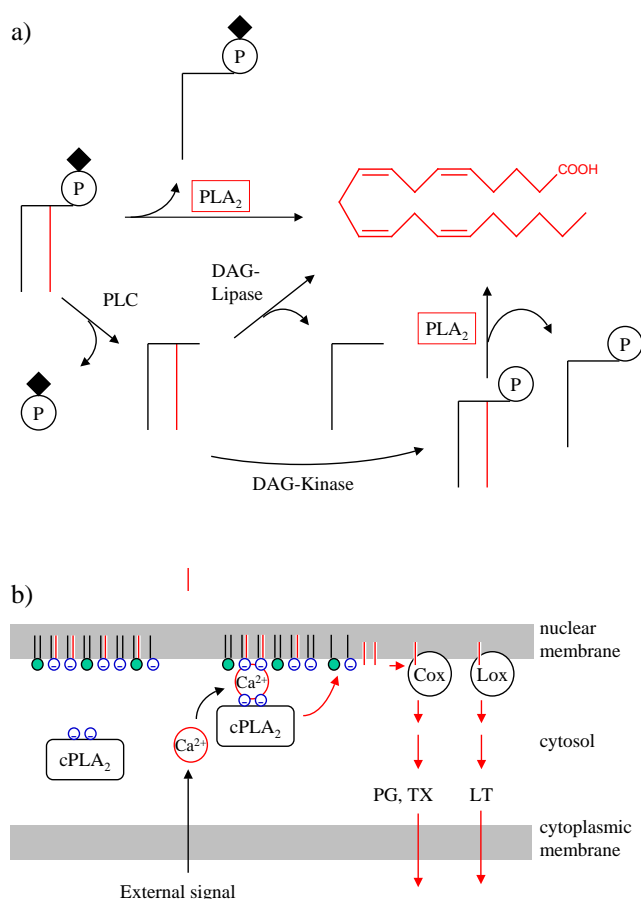 a)
P
P
COOH
PLA₂
PLC
DAG-
Lipase
PLA₂
P
P
P
DAG-Kinase
b)
nuclear
membrane
Ca²⁺
Cox
Lox
cPLA₂
Ca²⁺
cPLA₂
cytosol
PG, TX
LT
cytoplasmic
membrane
External signal